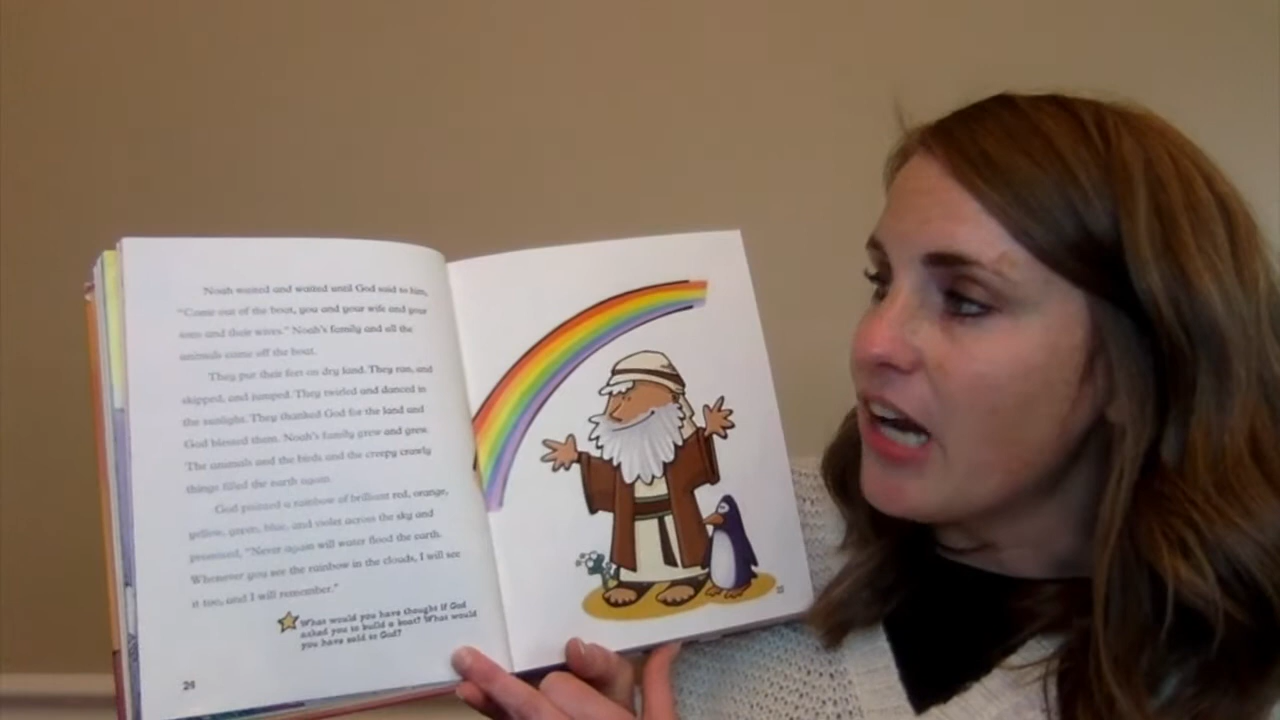 Noah waited and waited until God said to him,
"Come out of the boat, you and your wife and your
sons and their wives." Noah's family and all the
animals came off the boat.
They put their feet on dry land. They ran, and
skipped, and jumped. They twirled and danced in
the sunlight. They thanked God for the land and
God blessed them. Noah's family grew and grew.
The animals and the birds and the creepy crawly
things filled the earth again.
God painted a rainbow of brilliant red, orange,
yellow, green, blue, and violet across the sky and
promised, "Never again will water flood the earth.
Whenever you see the rainbow in the clouds, I will see
it too, and I will remember."
What would you have thought if God
asked you to build a boat? What would
you have said to God?